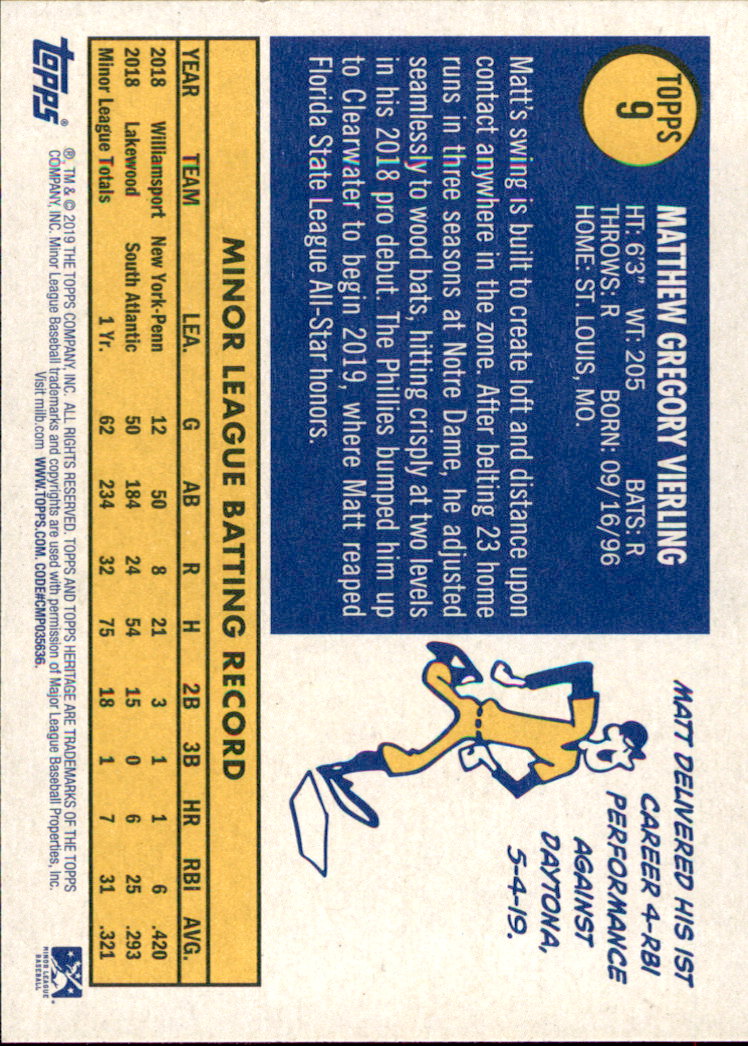 TOPPS
9
MATTHEW GREGORY VIERLING
HT: 6'3" WT: 205 BATS: R
THROWS: R BORN: 09/16/96
HOME: ST. LOUIS, MO.
Matt's swing is built to create loft and distance upon
contact anywhere in the zone. After belting 23 home
runs in three seasons at Notre Dame, he adjusted
seamlessly to wood bats, hitting crisply at two levels
in his 2018 pro debut. The Phillies bumped him up
to Clearwater to begin 2019, where Matt reaped
Florida State League All-Star honors.
MATT DELIVERED HIS 1ST
CAREER 4-RBI
PERFORMANCE
AGAINST
DAYTONA,
5-4-19.
MINOR LEAGUE BATTING RECORD
YEAR TEAM LEA. G AB R H 2B 3B HR RBI AVG.
2018 Williamsport New York-Penn 12 50 8 21 3 1 1 6 .420
2018 Lakewood South Atlantic 50 184 24 54 15 0 6 25 .293
Minor League Totals 1 Yr. 62 234 32 75 18 1 7 31 .321
topps®
®, TM & © 2019 THE TOPPS COMPANY, INC. ALL RIGHTS RESERVED. TOPPS AND TOPPS HERITAGE ARE TRADEMARKS OF THE TOPPS
COMPANY, INC. Minor League Baseball trademarks and copyrights are used with permission of Major League Baseball Properties, Inc.
Visit milb.com WWW.TOPPS.COM. CODE#CMP035636.
MINOR LEAGUE
BASEBALL